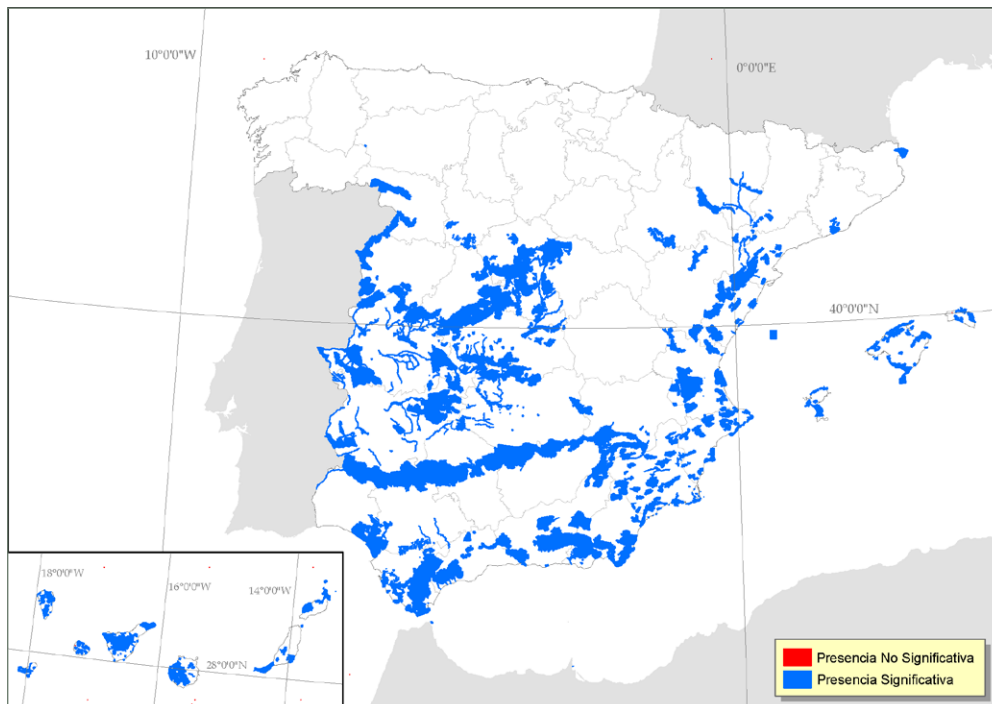 10°0'0"W
0°0'0"E
40°0'0"N
18°0'0"W
16°0'0"W
14°0'0"W
28°0'0"N
Presencia No Significativa
Presencia Significativa